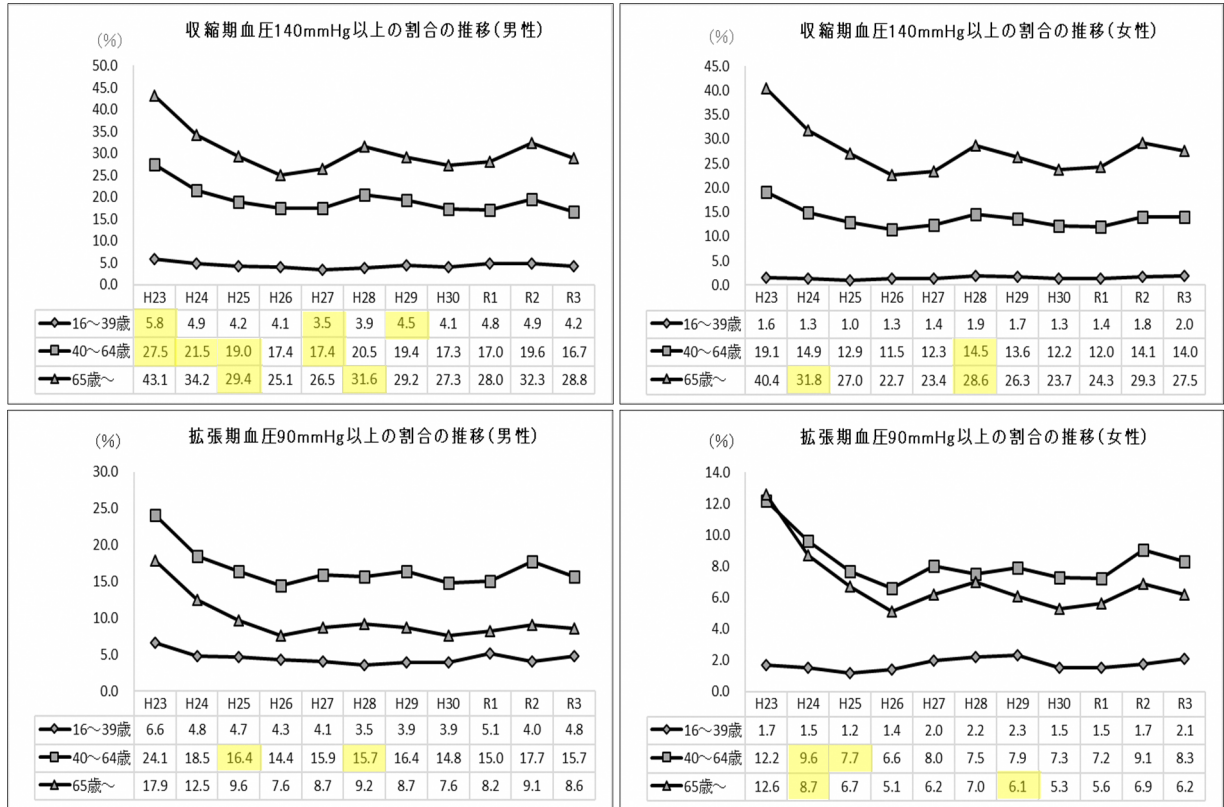 収縮期血圧140mmHg以上の割合の推移(男性)
(%)
50.0
45.0
40.0
35.0
30.0
25.0
20.0
15.0
10.0
5.0
0.0
H23 H24 H25 H26 H27 H28 H29 H30 R1 R2 R3
16～39歳 5.8 4.9 4.2 4.1 3.5 3.9 4.5 4.1 4.8 4.9 4.2
40～64歳 27.5 21.5 19.0 17.4 17.4 20.5 19.4 17.3 17.0 19.6 16.7
65歳～ 43.1 34.2 29.4 25.1 26.5 31.6 29.2 27.3 28.0 32.3 28.8
収縮期血圧140mmHg以上の割合の推移(女性)
(%)
45.0
40.0
35.0
30.0
25.0
20.0
15.0
10.0
5.0
0.0
H23 H24 H25 H26 H27 H28 H29 H30 R1 R2 R3
16～39歳 1.6 1.3 1.0 1.3 1.4 1.9 1.7 1.3 1.4 1.8 2.0
40～64歳 19.1 14.9 12.9 11.5 12.3 14.5 13.6 12.2 12.0 14.1 14.0
65歳～ 40.4 31.8 27.0 22.7 23.4 28.6 26.3 23.7 24.3 29.3 27.5
拡張期血圧90mmHg以上の割合の推移(男性)
(%)
30.0
25.0
20.0
15.0
10.0
5.0
0.0
H23 H24 H25 H26 H27 H28 H29 H30 R1 R2 R3
16～39歳 6.6 4.8 4.7 4.3 4.1 3.5 3.9 3.9 5.1 4.0 4.8
40～64歳 24.1 18.5 16.4 14.4 15.9 15.7 16.4 14.8 15.0 17.7 15.7
65歳～ 17.9 12.5 9.6 7.6 8.7 9.2 8.7 7.6 8.2 9.1 8.6
拡張期血圧90mmHg以上の割合の推移(女性)
(%)
14.0
12.0
10.0
8.0
6.0
4.0
2.0
0.0
H23 H24 H25 H26 H27 H28 H29 H30 R1 R2 R3
16～39歳 1.7 1.5 1.2 1.4 2.0 2.2 2.3 1.5 1.5 1.7 2.1
40～64歳 12.2 9.6 7.7 6.6 8.0 7.5 7.9 7.3 7.2 9.1 8.3
65歳～ 12.6 8.7 6.7 5.1 6.2 7.0 6.1 5.3 5.6 6.9 6.2